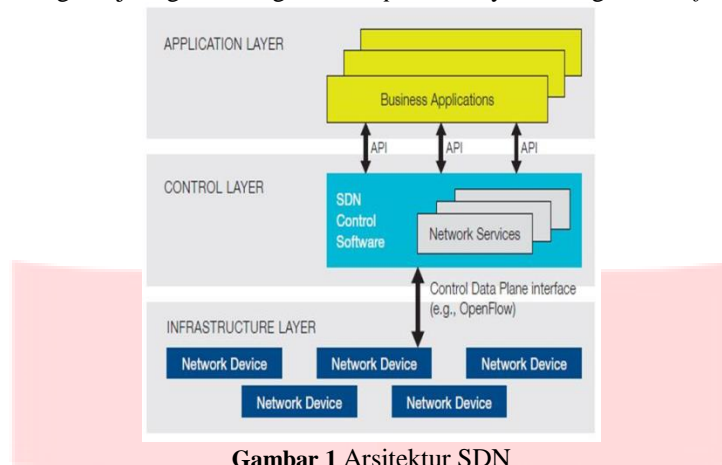 APPLICATION LAYER
Business Applications
API
API
API
CONTROL LAYER
SDN
Control
Software
Network Services
Control Data Plane interface
(e.g., OpenFlow)
INFRASTRUCTURE LAYER
Network Device
Network Device
Network Device
Network Device
Network Device
Gambar 1 Arsitektur SDN